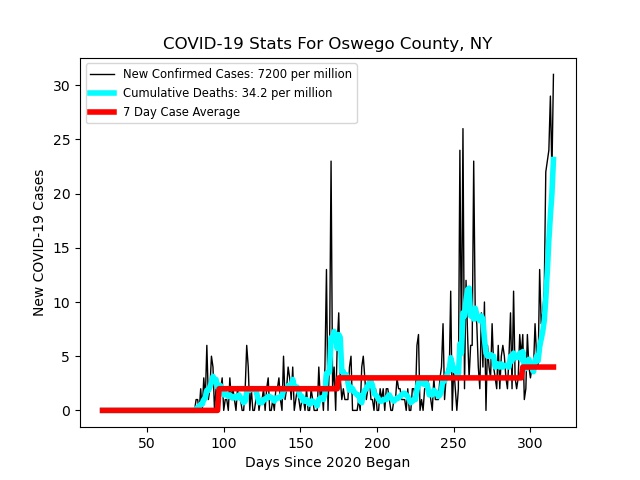 COVID-19 Stats For Oswego County, NY
New Confirmed Cases: 7200 per million
Cumulative Deaths: 34.2 per million
7 Day Case Average
New COVID-19 Cases
30
25
20
15
10
5
0
50 100 150 200 250 300
Days Since 2020 Began